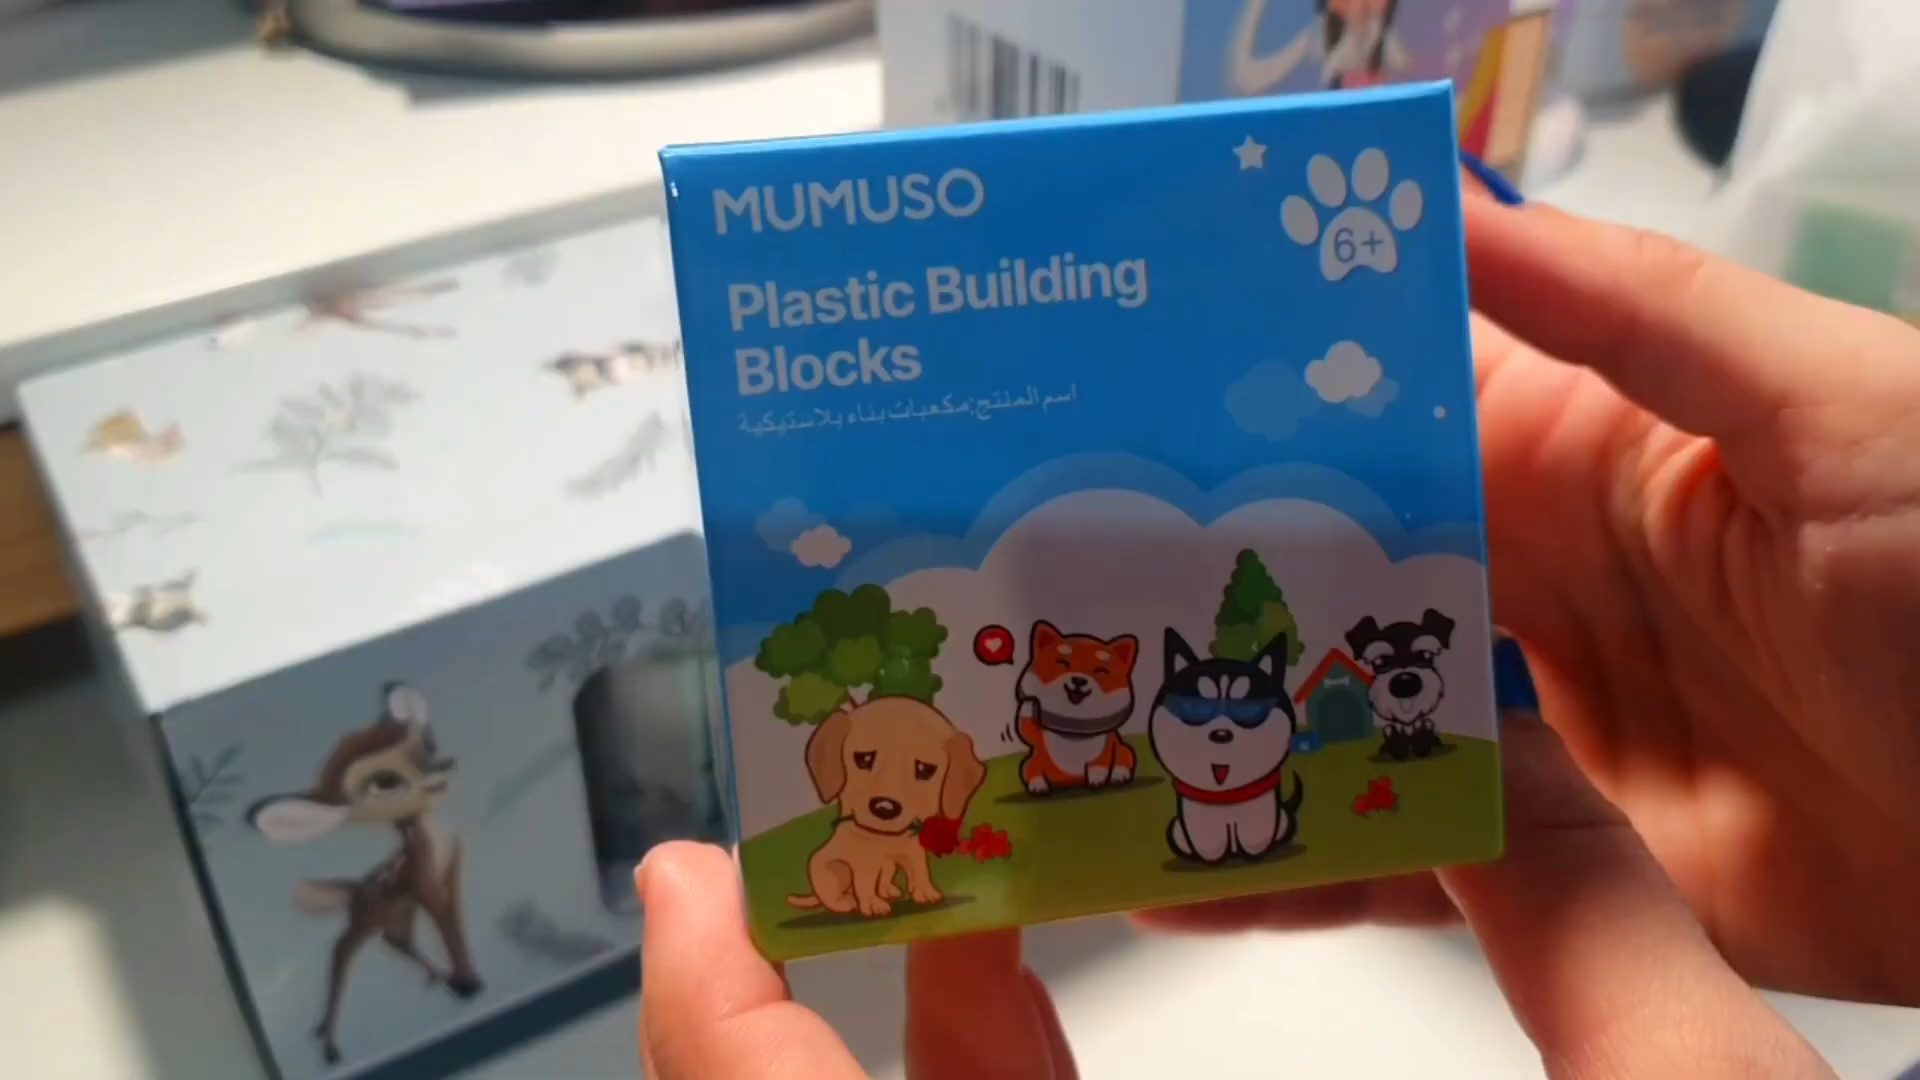 MUMUSO
6+
Plastic Building
Blocks
اسم المنتج:مكعبات بناء بلاستيكية